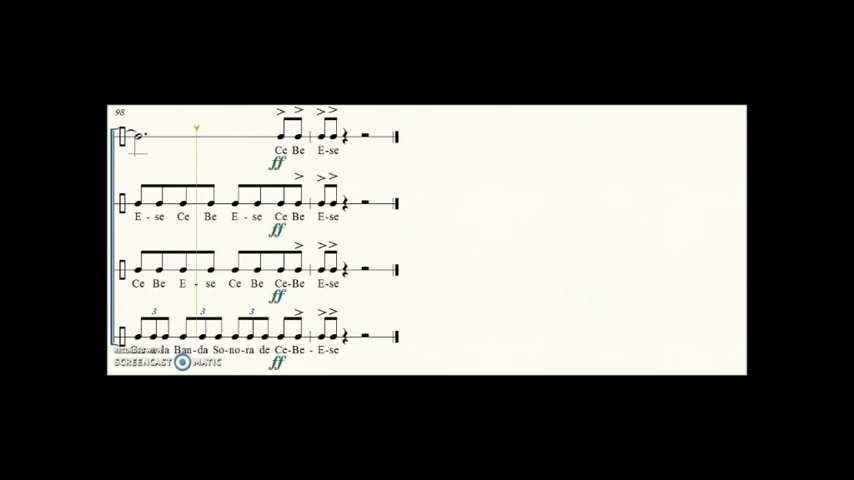 98
> > > >
Ce Be E-se
ff
> > >
E - se Ce Be E - se Ce Be E-se
ff
> > >
Ce Be E - se Ce Be Ce-Be E-se
ff
3 3 3 > > >
Ban-da So-no-ra de Ce-Be - E-se
ff
SCREENCAST MATIC